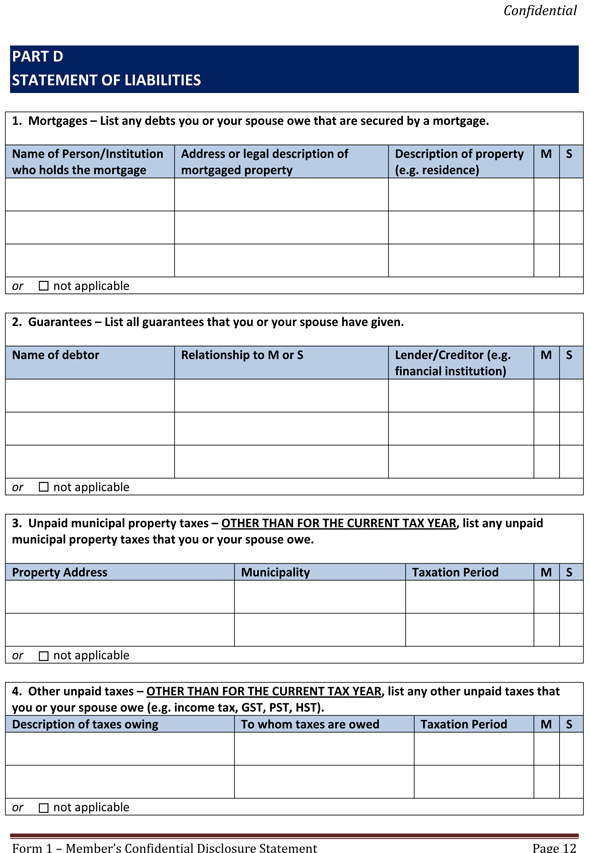 Confidential
PART D
STATEMENT OF LIABILITIES
1. Mortgages – List any debts you or your spouse owe that are secured by a mortgage.
Name of Person/Institution who holds the mortgage
Address or legal description of mortgaged property
Description of property (e.g. residence)
M
S
or ☐ not applicable
2. Guarantees – List all guarantees that you or your spouse have given.
Name of debtor
Relationship to M or S
Lender/Creditor (e.g. financial institution)
M
S
or ☐ not applicable
3. Unpaid municipal property taxes – OTHER THAN FOR THE CURRENT TAX YEAR, list any unpaid
municipal property taxes that you or your spouse owe.
Property Address
Municipality
Taxation Period
M
S
or ☐ not applicable
4. Other unpaid taxes – OTHER THAN FOR THE CURRENT TAX YEAR, list any other unpaid taxes that
you or your spouse owe (e.g. income tax, GST, PST, HST).
Description of taxes owing
To whom taxes are owed
Taxation Period
M
S
or ☐ not applicable
Form 1 – Member’s Confidential Disclosure Statement
Page 12